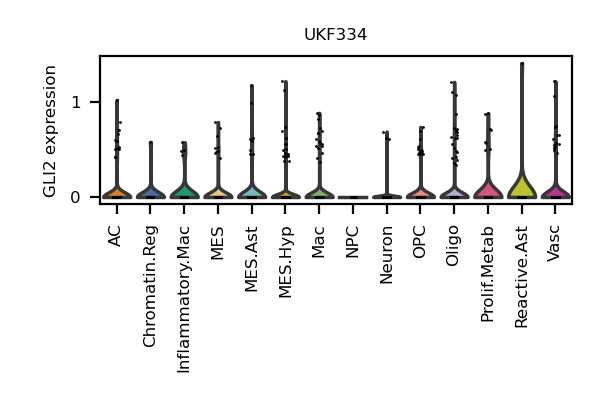 UKF334
GLI2 expression
1
0
AC
Chromatin.Reg
Inflammatory.Mac
MES
MES.Ast
MES.Hyp
Mac
NPC
Neuron
OPC
Oligo
Prolif.Metab
Reactive.Ast
Vasc